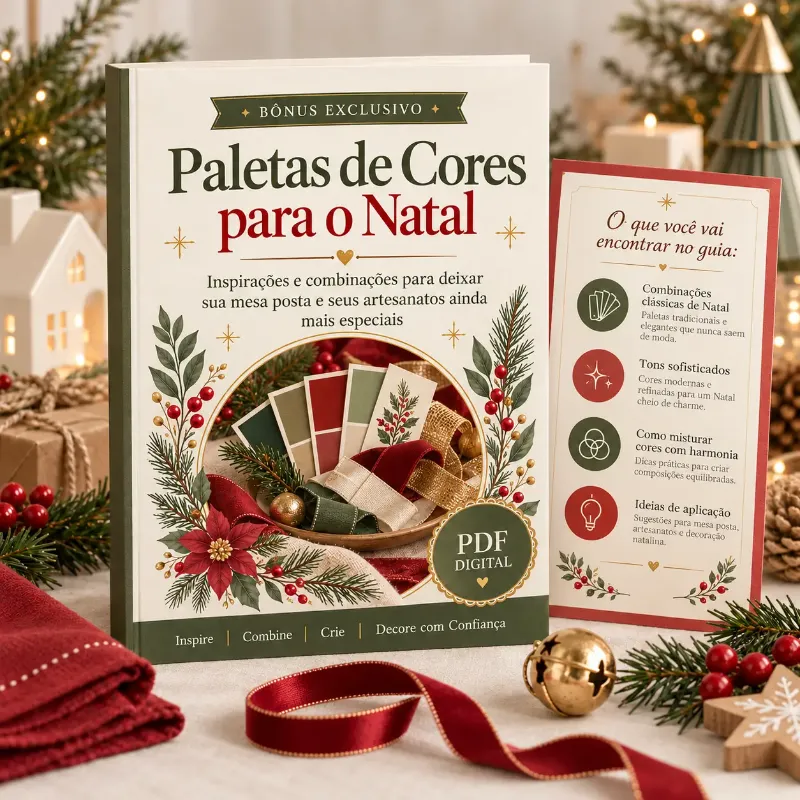 BÔNUS EXCLUSIVO
Paletas de Cores
para o Natal
Inspirações e combinações para deixar
sua mesa posta e seus artesanatos ainda
mais especiais
PDF
DIGITAL
Inspire | Combine | Crie | Decore com Confiança
O que você vai
encontrar no guia:
Combinações
clássicas de Natal
Paletas tradicionais e
elegantes que nunca saem
de moda.
Tons sofisticados
Cores modernas e
refinadas para um Natal
cheio de charme.
Como misturar
cores com harmonia
Dicas práticas para criar
composições equilibradas.
Ideias de aplicação
Sugestões para mesa posta,
artesanatos e decoração
natalina.